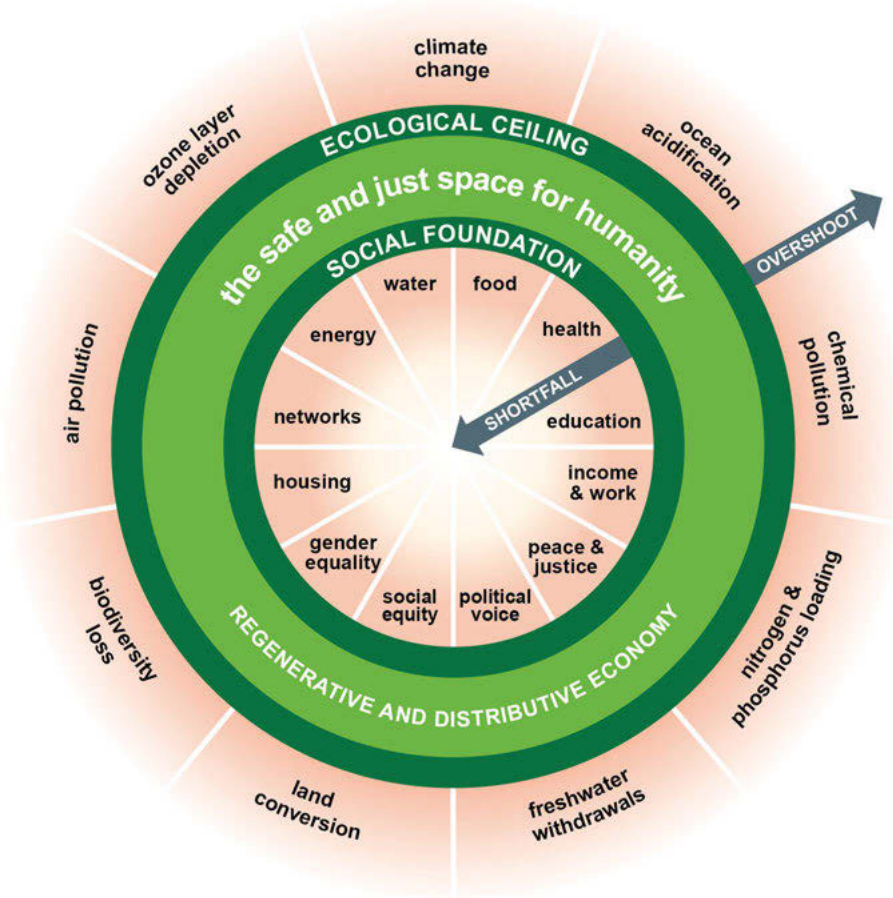 climate
change
ocean
acidification
OVERSHOOT
chemical
pollution
nitrogen &
phosphorus loading
freshwater
withdrawals
land
conversion
biodiversity
loss
air pollution
ozone layer
depletion
ECOLOGICAL CEILING
the safe and just space for humanity
SOCIAL FOUNDATION
water
food
health
SHORTFALL
education
income
& work
peace &
justice
political
voice
social
equity
gender
equality
housing
networks
energy
REGENERATIVE AND DISTRIBUTIVE ECONOMY